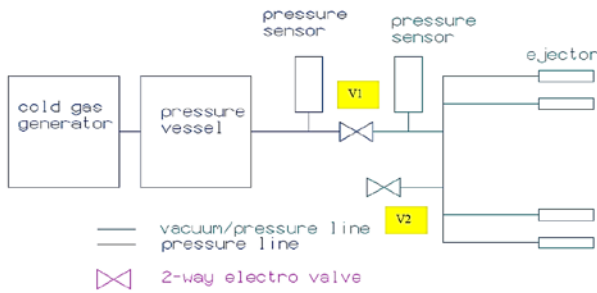 pressure
sensor
pressure
sensor
ejector
V1
cold gas
generator
pressure
vessel
V2
vacuum/pressure line
pressure line
2-way electro valve